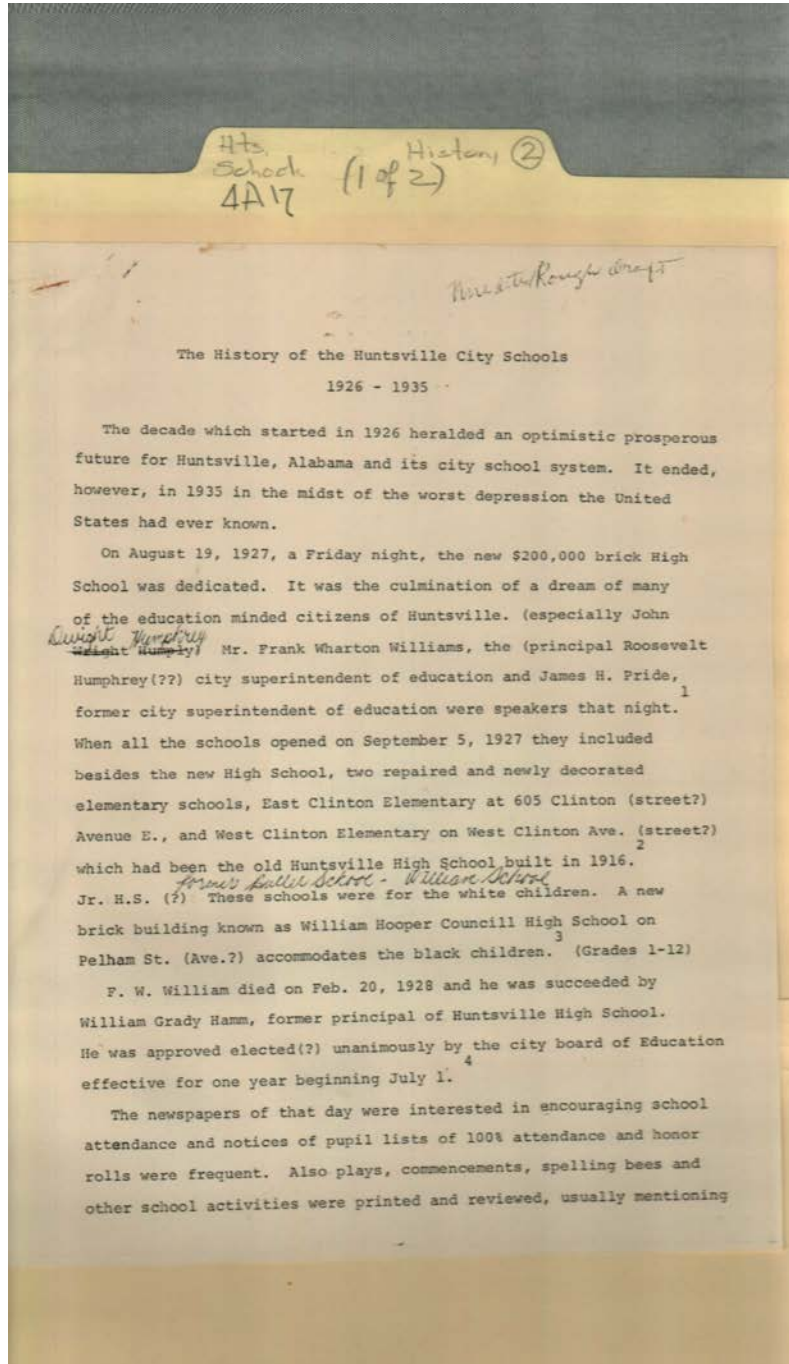 Hts. History ②
School (1 of 2)
4A17
Rough draft
The History of the Huntsville City Schools
1926 - 1935
The decade which started in 1926 heralded an optimistic prosperous
future for Huntsville, Alabama and its city school system. It ended,
however, in 1935 in the midst of the worst depression the United
States had ever known.
On August 19, 1927, a Friday night, the new $200,000 brick High
School was dedicated. It was the culmination of a dream of many
of the education minded citizens of Huntsville. (especially John
Dwight Humphrey
Wright Humply) Mr. Frank Wharton Williams, the (principal Roosevelt
Humphrey(??) city superintendent of education and James H. Pride,
former city superintendent of education were speakers that night. 1
When all the schools opened on September 5, 1927 they included
besides the new High School, two repaired and newly decorated
elementary schools, East Clinton Elementary at 605 Clinton (street?)
Avenue E., and West Clinton Elementary on West Clinton Ave. (street?)
which had been the old Huntsville High School built in 1916. 2
former School - William School
Jr. H.S. (?) These schools were for the white children. A new
brick building known as William Hooper Councill High School on
Pelham St. (Ave.?) accommodates the black children. 3 (Grades 1-12)
F. W. William died on Feb. 20, 1928 and he was succeeded by
William Grady Hamm, former principal of Huntsville High School.
He was approved elected(?) unanimously by the city board of Education
effective for one year beginning July 1. 4
The newspapers of that day were interested in encouraging school
attendance and notices of pupil lists of 100% attendance and honor
rolls were frequent. Also plays, commencements, spelling bees and
other school activities were printed and reviewed, usually mentioning